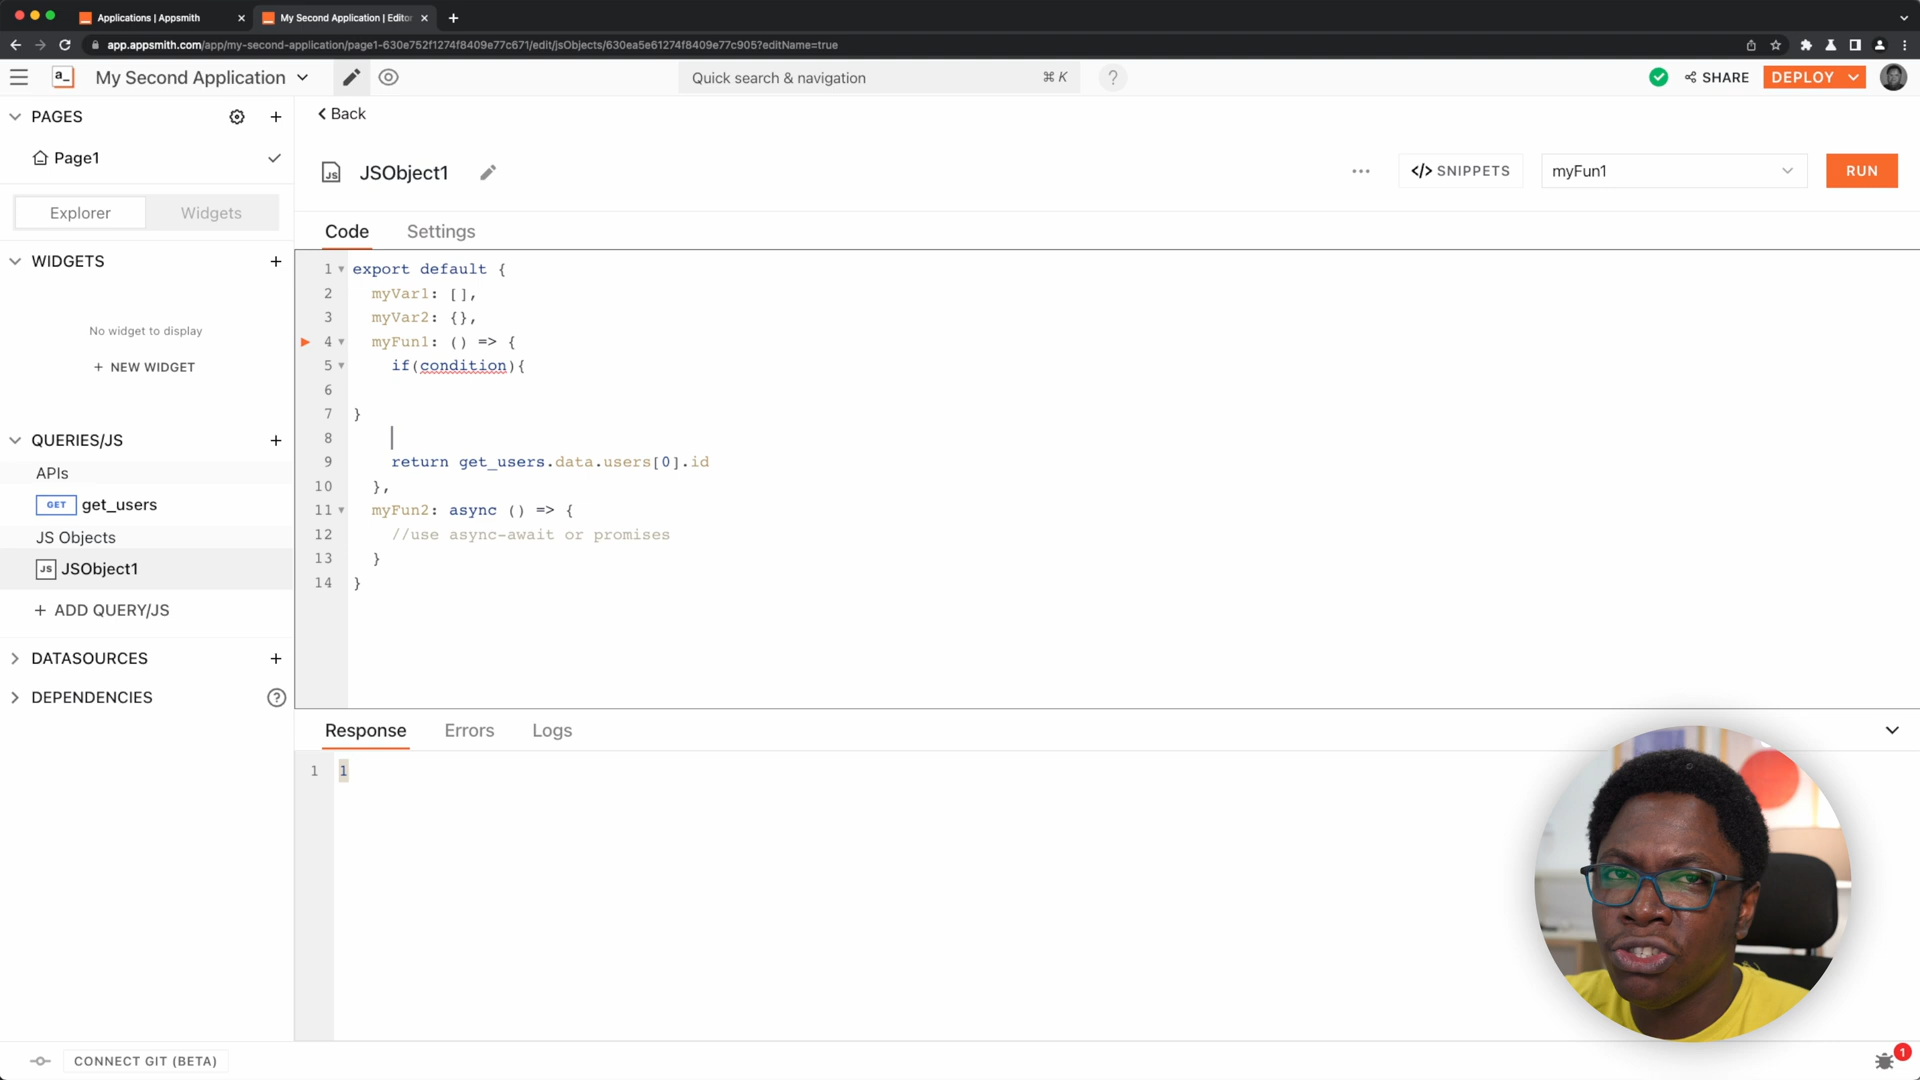 Applications | Appsmith
My Second Application | Editor
app.appsmith.com/app/my-second-application/page1-630e752f1274f8409e77c671/edit/jsObjects/630ea5e61274f8409e77c905?editName=true
a_
My Second Application
Quick search & navigation
⌘ K
?
SHARE
DEPLOY
PAGES
Page1
Explorer
Widgets
WIDGETS
No widget to display
+ NEW WIDGET
QUERIES/JS
APIs
GET get_users
JS Objects
JS JSObject1
+ ADD QUERY/JS
DATASOURCES
DEPENDENCIES
?
CONNECT GIT (BETA)
Back
JS JSObject1
</> SNIPPETS
myFun1
RUN
Code
Settings
1 export default {
2 myVar1: [],
3 myVar2: {},
4 myFun1: () => {
5 if(condition){
6
7 }
8
9 return get_users.data.users[0].id
10 },
11 myFun2: async () => {
12 //use async-await or promises
13 }
14 }
Response
Errors
Logs
1 1
1